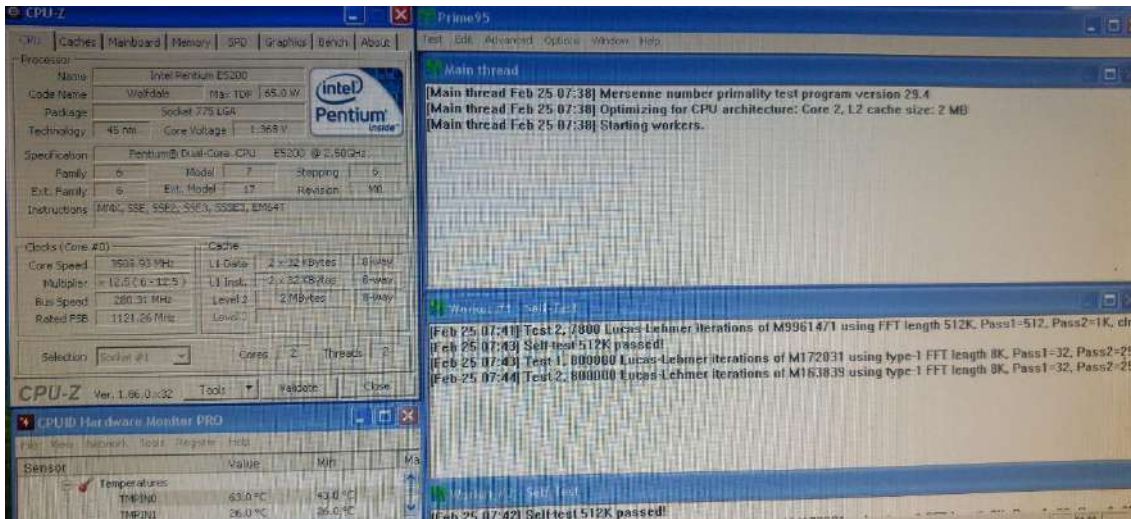 CPU-Z
CPU Caches Mainboard Memory SPD Graphics Bench About
Processor
Name Intel Pentium E5200
Code Name Wolfdale Max TDP 65.0 W
Package Socket 775 LGA
Technology 45 nm Core Voltage 1.368 V
intel
Pentium
inside
Specification Pentium® Dual-Core CPU E5200 @ 2.50GHz
Family 6 Model 7 Stepping 6
Ext. Family 6 Ext. Model 17 Revision
Instructions MMX, SSE, SSE2, SSE3, SSSE3, EM64T
Clocks (Core #0)
Core Speed 3503.93 MHz
Multiplier x 12.5 ( 6 - 12.5 )
Bus Speed 280.31 MHz
Rated FSB 1121.26 MHz
Cache
L1 Data 2 x 32 KBytes 8-way
L1 Inst. 2 x 32 KBytes 8-way
Level 2 2 MBytes 8-way
Level 3
Selection Socket #1 Cores 2 Threads 2
CPU-Z Ver. 1.86.0.x32 Tools Validate Close
CPUID Hardware Monitor PRO
File View Network Tools Register Help
Sensor Value Min Ma
Temperatures
TMPIN0 63.0 °C 43.0 °C
TMPIN1 26.0 °C 26.0 °C
Prime95
Test Edit Advanced Options Window Help
Main thread
[Main thread Feb 25 07:38] Mersenne number primality test program version 29.4
[Main thread Feb 25 07:38] Optimizing for CPU architecture: Core 2, L2 cache size: 2 MB
[Main thread Feb 25 07:38] Starting workers.
Worker #1 - Self-Test
[Feb 25 07:41] Test 2, 7800 Lucas-Lehmer iterations of M9961471 using FFT length 512K, Pass1=512, Pass2=1K, cl
[Feb 25 07:43] Self-test 512K passed!
[Feb 25 07:43] Test 1, 800000 Lucas-Lehmer iterations of M172031 using type-1 FFT length 8K, Pass1=32, Pass2=25
[Feb 25 07:44] Test 2, 800000 Lucas-Lehmer iterations of M163839 using type-1 FFT length 8K, Pass1=32, Pass2=25
Worker #2 - Self-Test
[Feb 25 07:42] Self-test 512K passed!